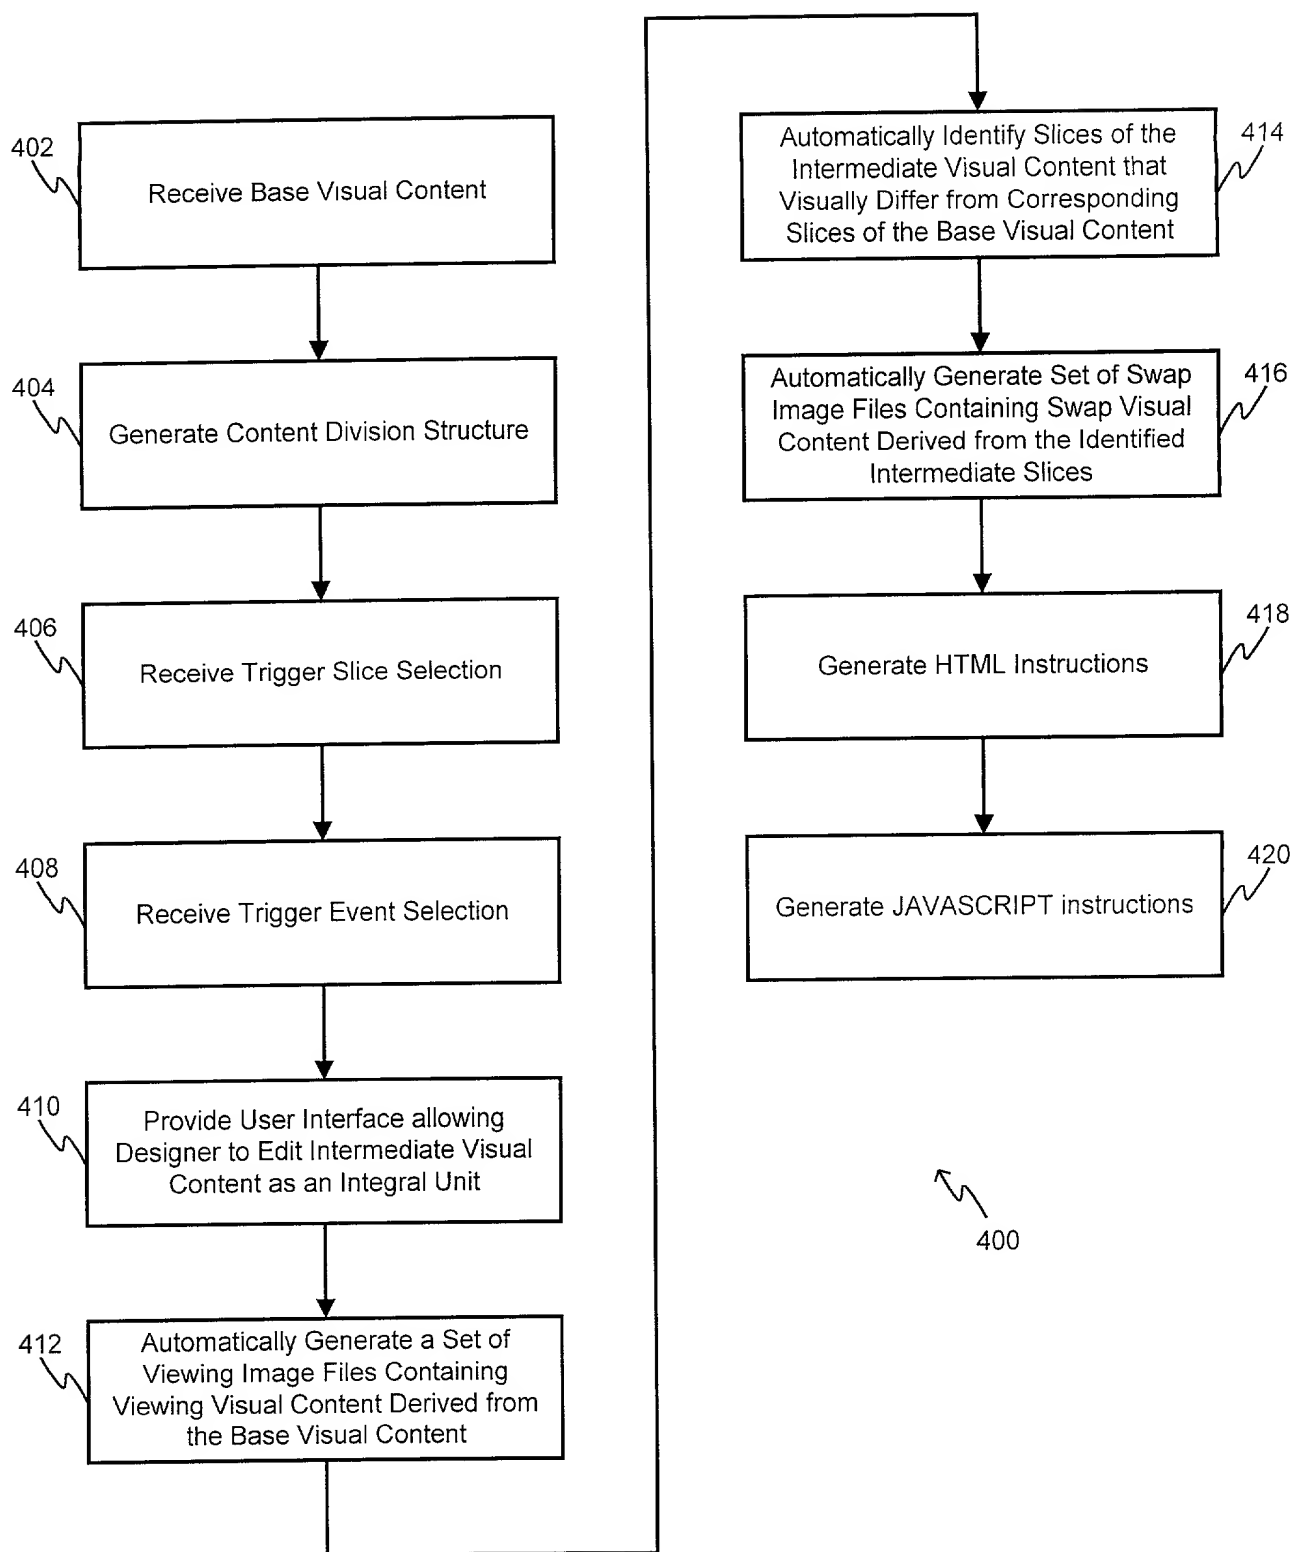 402
Receive Base Visual Content
404
Generate Content Division Structure
406
Receive Trigger Slice Selection
408
Receive Trigger Event Selection
410
Provide User Interface allowing
Designer to Edit Intermediate Visual
Content as an Integral Unit
412
Automatically Generate a Set of
Viewing Image Files Containing
Viewing Visual Content Derived from
the Base Visual Content
414
Automatically Identify Slices of the
Intermediate Visual Content that
Visually Differ from Corresponding
Slices of the Base Visual Content
416
Automatically Generate Set of Swap
Image Files Containing Swap Visual
Content Derived from the Identified
Intermediate Slices
418
Generate HTML Instructions
420
Generate JAVASCRIPT instructions
400